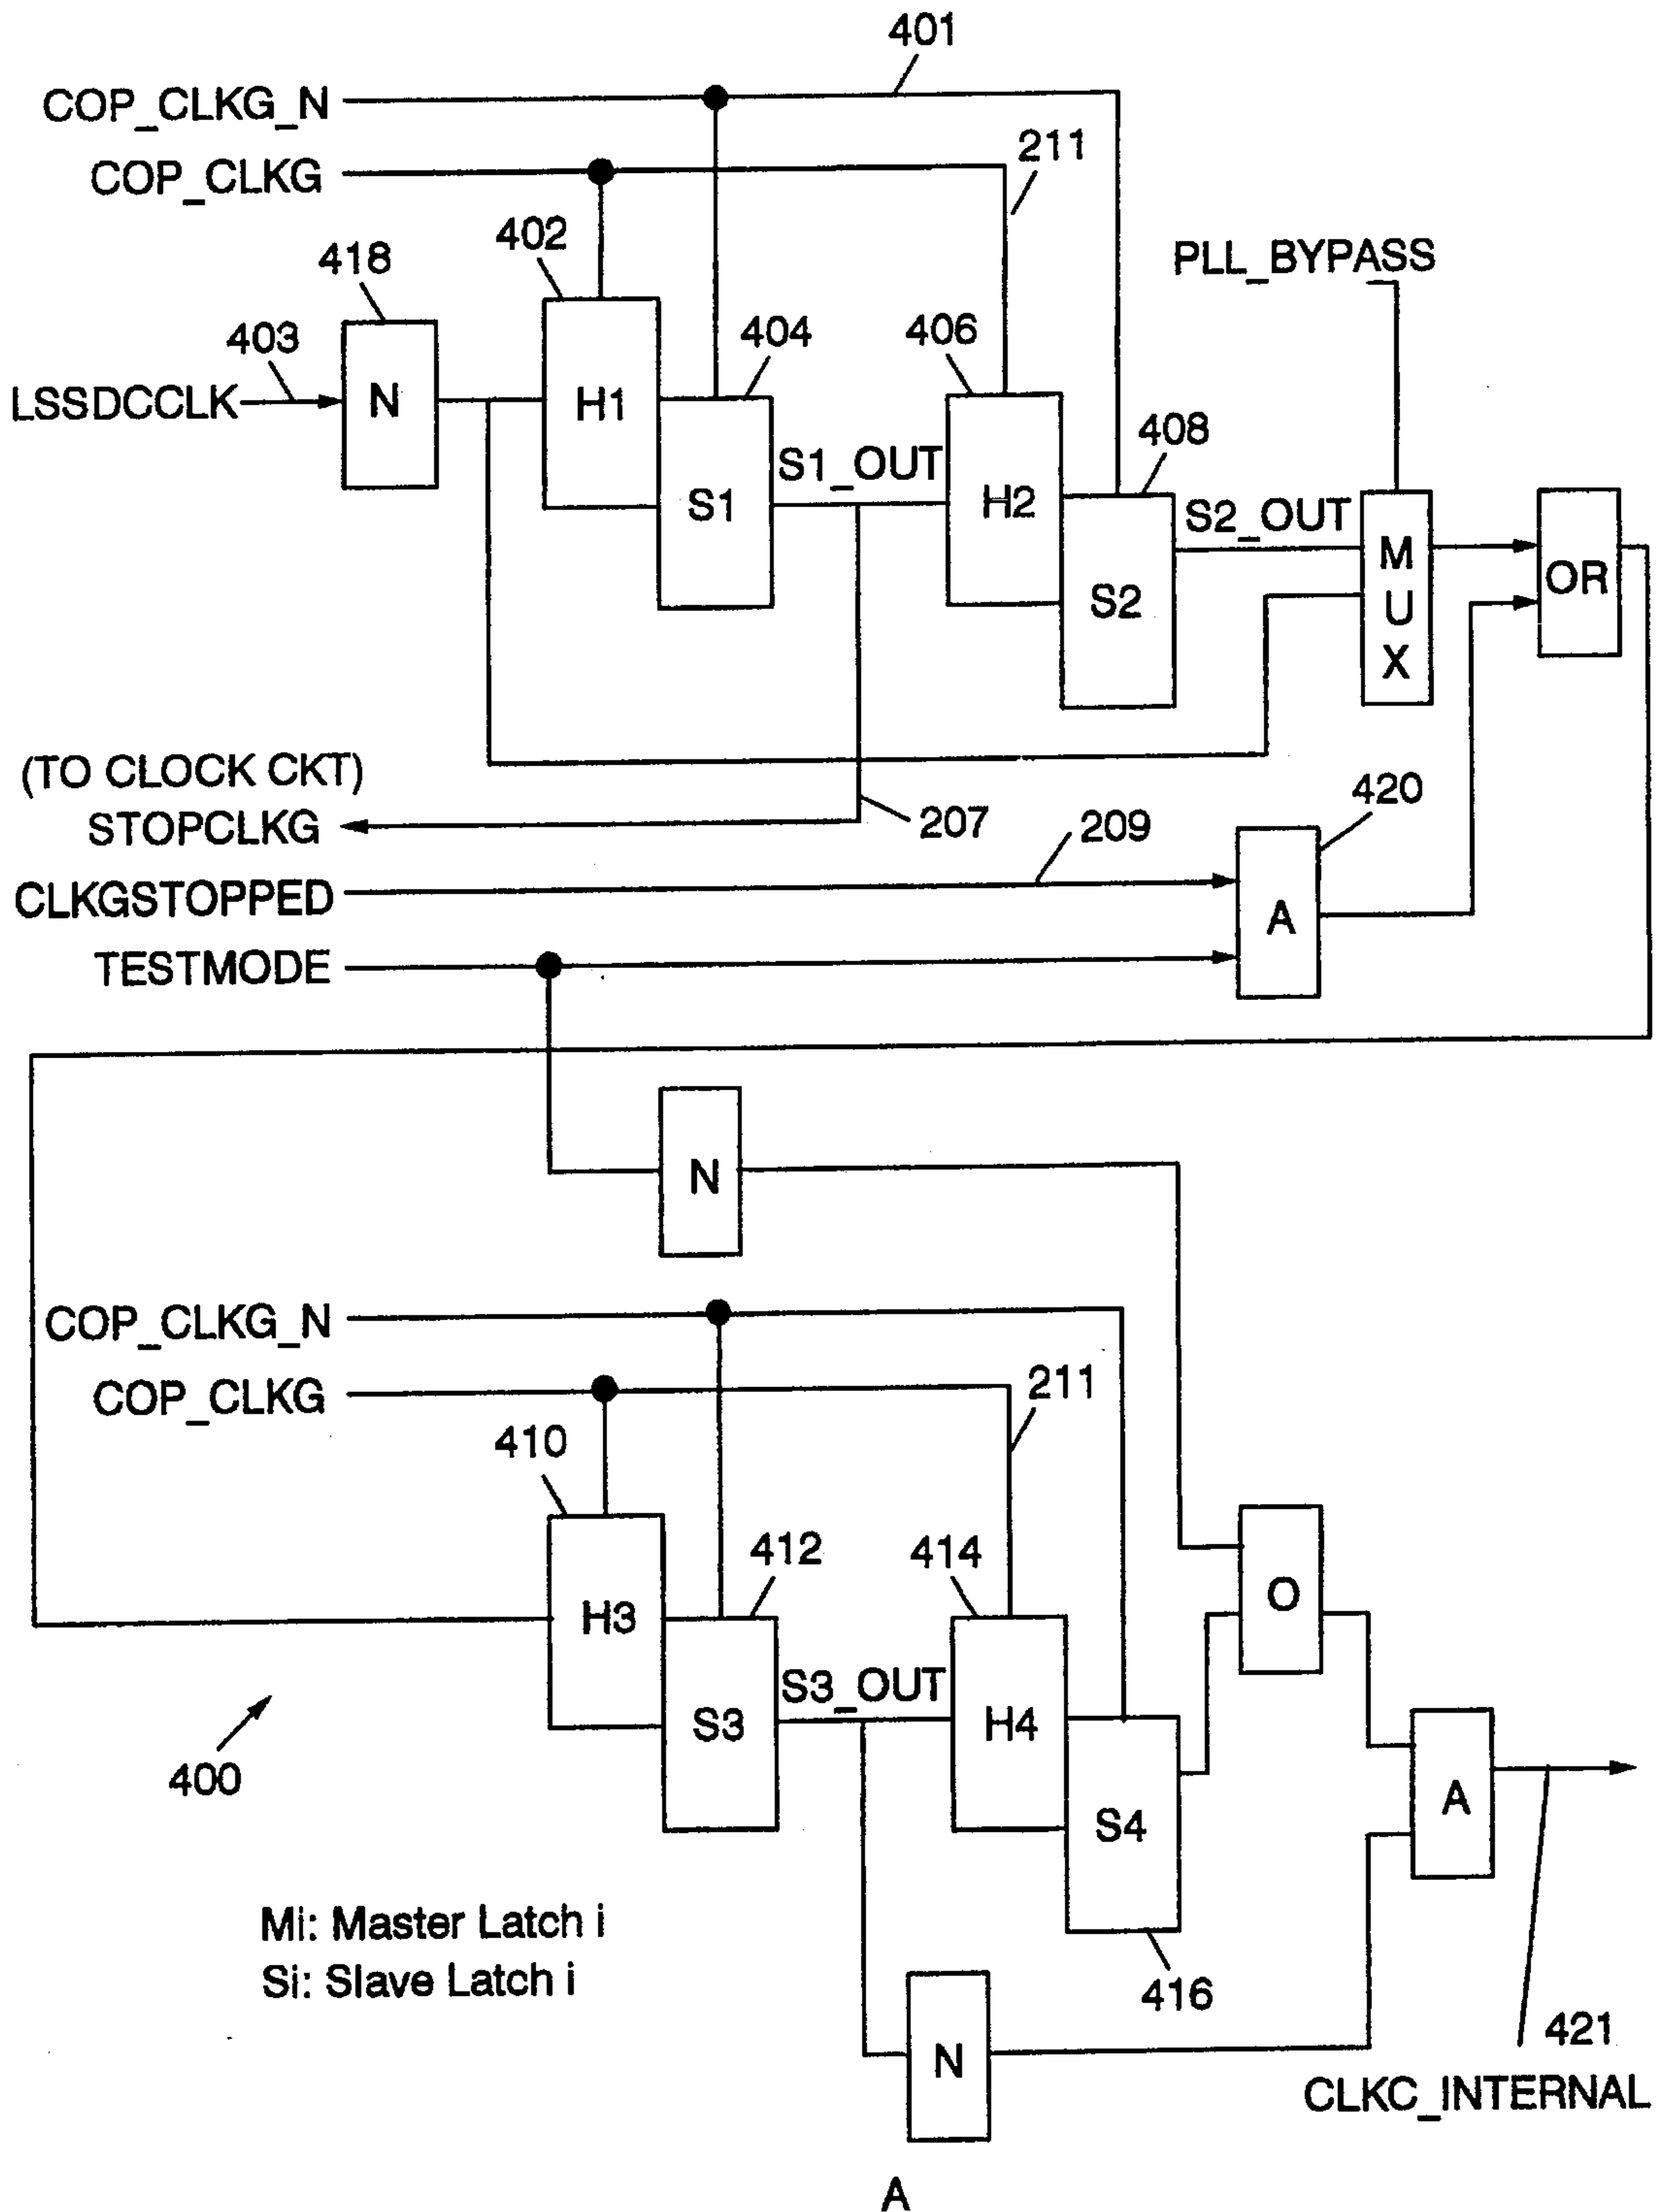 401
COP_CLKG_N
211
COP_CLKG
402
PLL_BYPASS
418
404
406
403
LSSDCCLK
N
H1
408
S1_OUT
S1
H2
S2_OUT
M
U
X
OR
S2
(TO CLOCK CKT)
STOPCLKG
207
209
420
CLKGSTOPPED
A
TESTMODE
N
COP_CLKG_N
COP_CLKG
211
410
412
414
O
H3
S3_OUT
S3
H4
A
400
S4
Mi: Master Latch i
Si: Slave Latch i
416
N
421
CLKC_INTERNAL
A